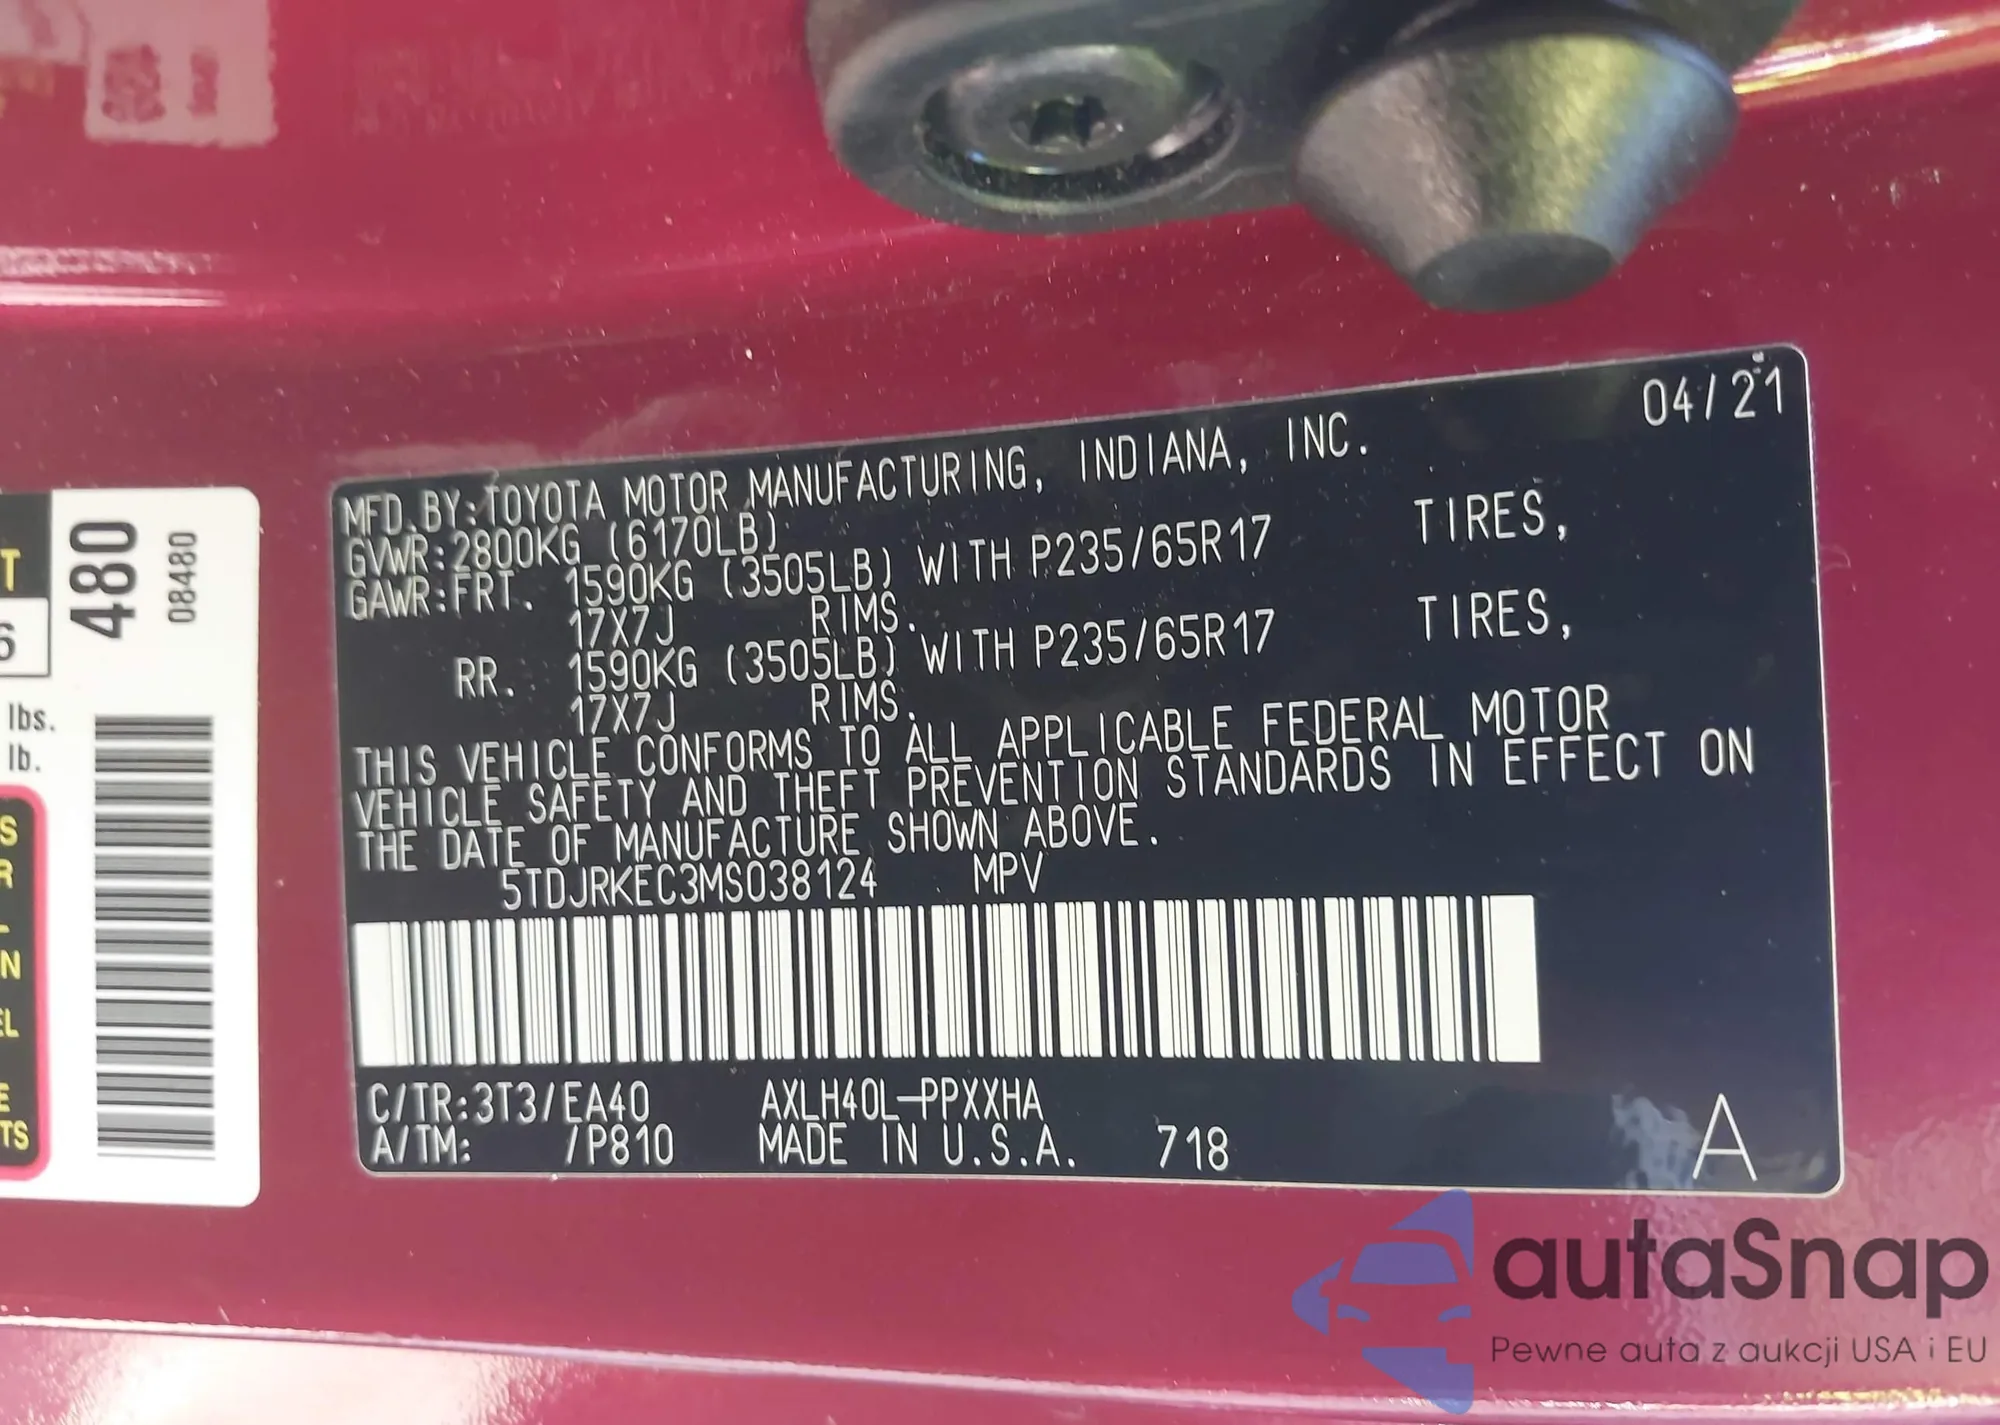 480
08480
T
6
lbs.
lb.
S
R
-
N
EL
E
TS
04/21
MFD.BY:TOYOTA MOTOR MANUFACTURING, INDIANA, INC.
GVWR:2800KG (6170LB)
GAWR:FRT. 1590KG (3505LB) WITH P235/65R17 TIRES,
17X7J RIMS.
RR. 1590KG (3505LB) WITH P235/65R17 TIRES,
17X7J RIMS.
THIS VEHICLE CONFORMS TO ALL APPLICABLE FEDERAL MOTOR
VEHICLE SAFETY AND THEFT PREVENTION STANDARDS IN EFFECT ON
THE DATE OF MANUFACTURE SHOWN ABOVE.
5TDJRKEC3MS038124 MPV
C/TR:3T3/EA40 AXLH40L-PPXXHA
A/TM: /P810 MADE IN U.S.A. 718
A
autaSnap
Pewne auta z aukcji USA i EU